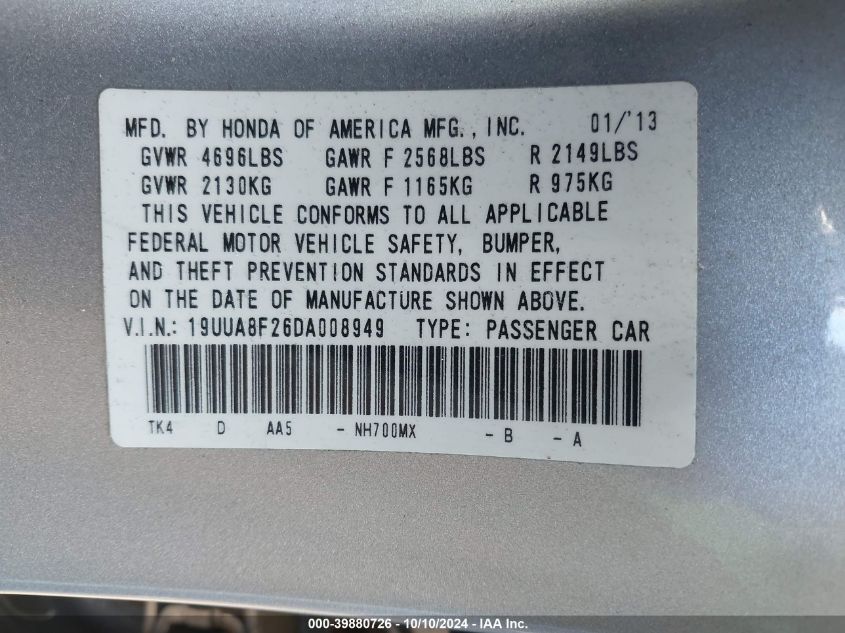 MFD. BY HONDA OF AMERICA MFG., INC. 01/'13
GVWR 4696LBS GAWR F 2568LBS R 2149LBS
GVWR 2130KG GAWR F 1165KG R 975KG
THIS VEHICLE CONFORMS TO ALL APPLICABLE
FEDERAL MOTOR VEHICLE SAFETY, BUMPER,
AND THEFT PREVENTION STANDARDS IN EFFECT
ON THE DATE OF MANUFACTURE SHOWN ABOVE.
V.I.N.: 19UUA8F26DA008949 TYPE: PASSENGER CAR
TK4 D AA5 - NH700MX - B - A
000-39880726 - 10/10/2024 - IAA Inc.